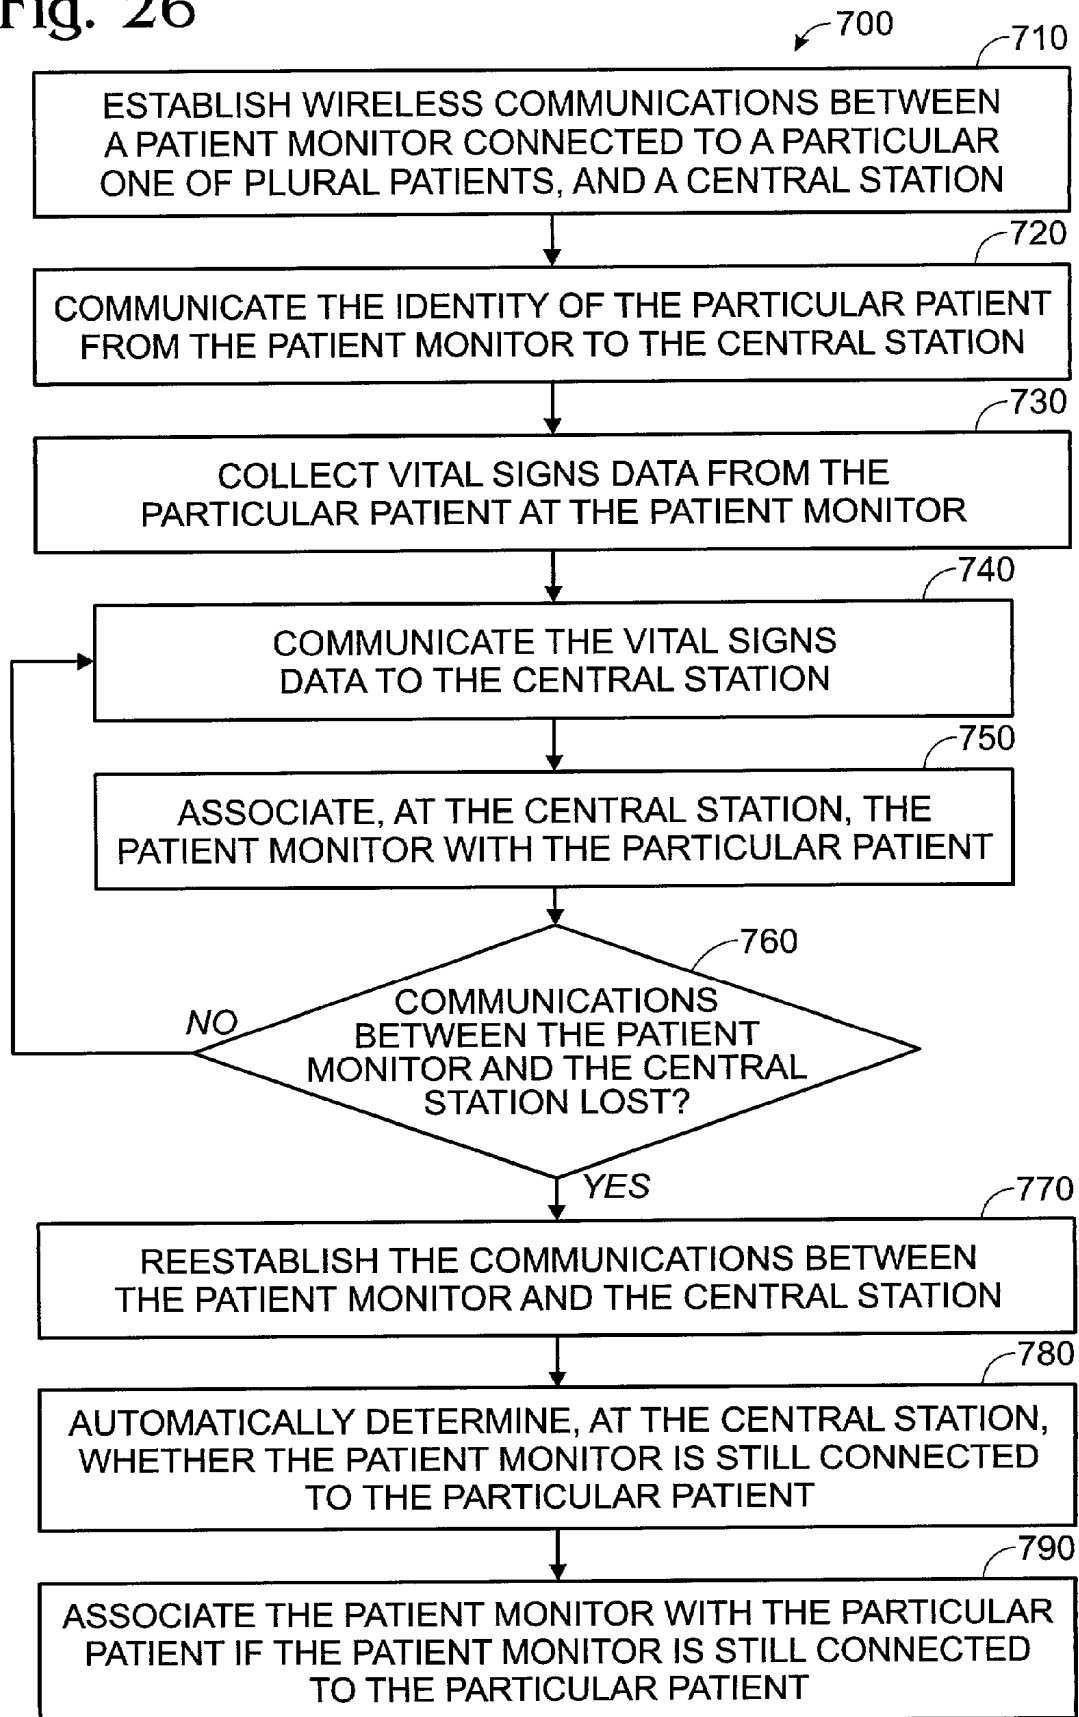 Fig. 26
700
710
ESTABLISH WIRELESS COMMUNICATIONS BETWEEN
A PATIENT MONITOR CONNECTED TO A PARTICULAR
ONE OF PLURAL PATIENTS, AND A CENTRAL STATION
720
COMMUNICATE THE IDENTITY OF THE PARTICULAR PATIENT
FROM THE PATIENT MONITOR TO THE CENTRAL STATION
730
COLLECT VITAL SIGNS DATA FROM THE
PARTICULAR PATIENT AT THE PATIENT MONITOR
740
COMMUNICATE THE VITAL SIGNS
DATA TO THE CENTRAL STATION
750
ASSOCIATE, AT THE CENTRAL STATION, THE
PATIENT MONITOR WITH THE PARTICULAR PATIENT
760
COMMUNICATIONS
BETWEEN THE PATIENT
MONITOR AND THE CENTRAL
STATION LOST?
NO
YES
770
REESTABLISH THE COMMUNICATIONS BETWEEN
THE PATIENT MONITOR AND THE CENTRAL STATION
780
AUTOMATICALLY DETERMINE, AT THE CENTRAL STATION,
WHETHER THE PATIENT MONITOR IS STILL CONNECTED
TO THE PARTICULAR PATIENT
790
ASSOCIATE THE PATIENT MONITOR WITH THE PARTICULAR
PATIENT IF THE PATIENT MONITOR IS STILL CONNECTED
TO THE PARTICULAR PATIENT